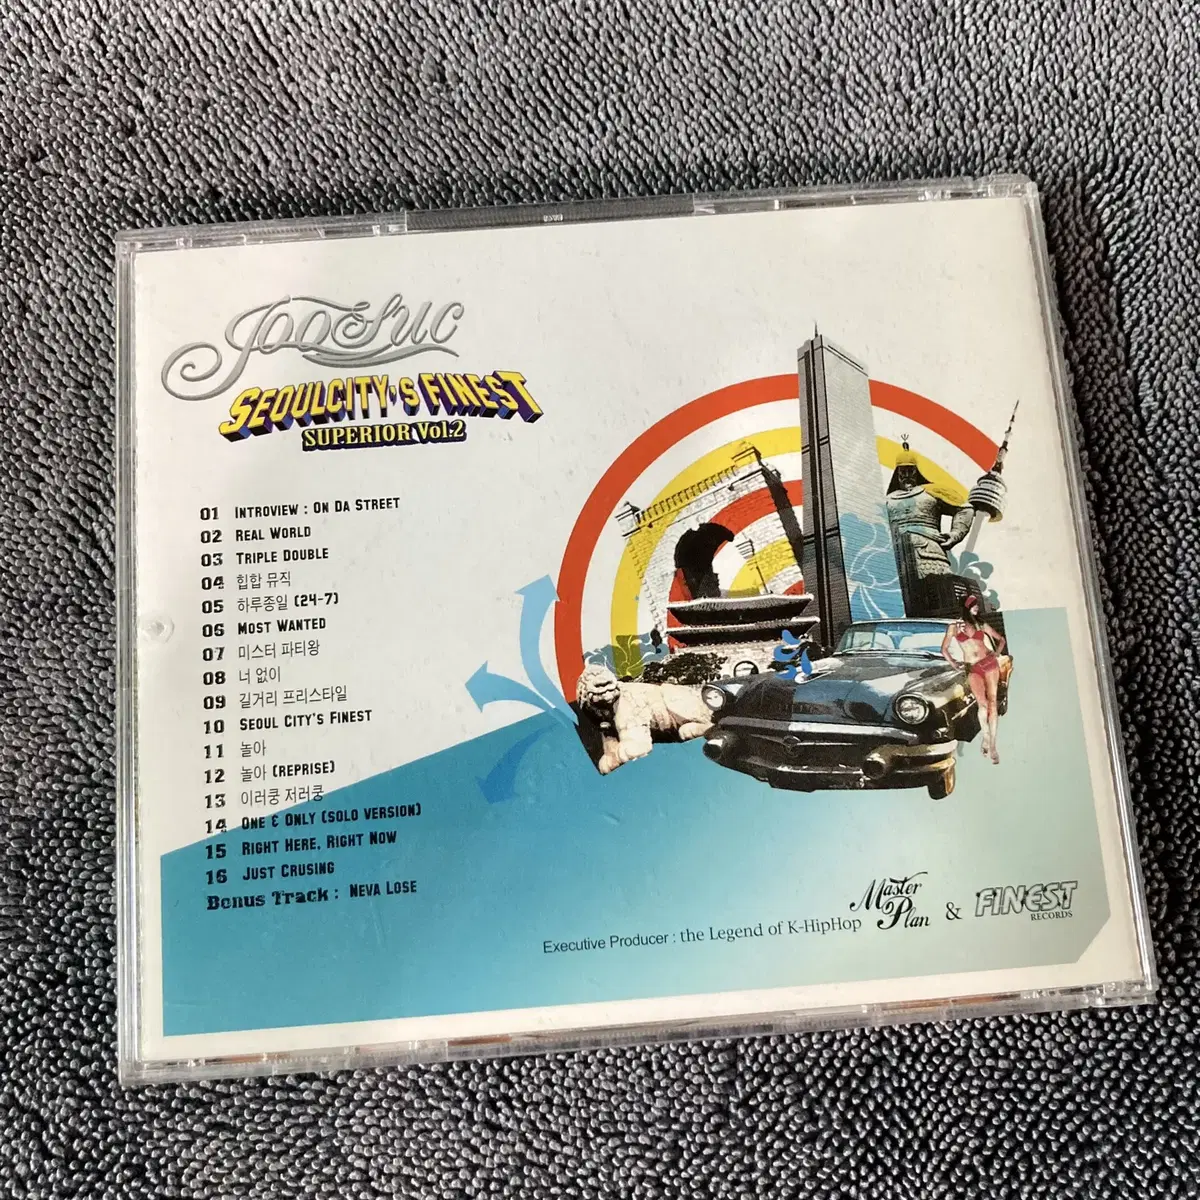 JOOSUC
SEOULCITY'S FINEST
SUPERIOR Vol.2
01 INTROVIEW : ON DA STREET
02 REAL WORLD
03 TRIPLE DOUBLE
04 힙합 뮤직
05 하루종일 (24-7)
06 MOST WANTED
07 미스터 파티왕
08 너 없이
09 길거리 프리스타일
10 SEOUL CITY'S FINEST
11 놀아
12 놀아 (REPRISE)
13 이러쿵 저러쿵
14 ONE & ONLY (SOLO VERSION)
15 RIGHT HERE, RIGHT NOW
16 JUST CRUSING
Bonus Track : NEVA LOSE
Executive Producer : the Legend of K-HipHop Master Plan & FINEST RECORDS